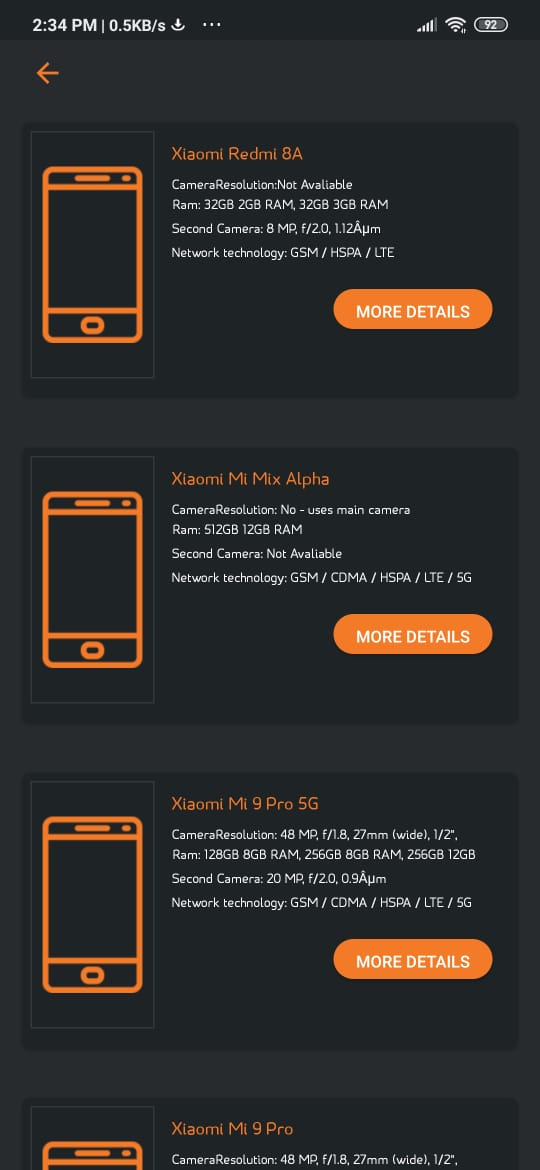 2:34 PM | 0.5KB/s ...
92
Xiaomi Redmi 8A
CameraResolution:Not Avaliable
Ram: 32GB 2GB RAM, 32GB 3GB RAM
Second Camera: 8 MP, f/2.0, 1.12Âµm
Network technology: GSM / HSPA / LTE
MORE DETAILS
Xiaomi Mi Mix Alpha
CameraResolution: No - uses main camera
Ram: 512GB 12GB RAM
Second Camera: Not Avaliable
Network technology: GSM / CDMA / HSPA / LTE / 5G
MORE DETAILS
Xiaomi Mi 9 Pro 5G
CameraResolution: 48 MP, f/1.8, 27mm (wide), 1/2",
Ram: 128GB 8GB RAM, 256GB 8GB RAM, 256GB 12GB
Second Camera: 20 MP, f/2.0, 0.9Âµm
Network technology: GSM / CDMA / HSPA / LTE / 5G
MORE DETAILS
Xiaomi Mi 9 Pro
CameraResolution: 48 MP, f/1.8, 27mm (wide), 1/2",